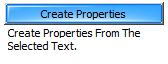 Create Properties
Create Properties From The
Selected Text.